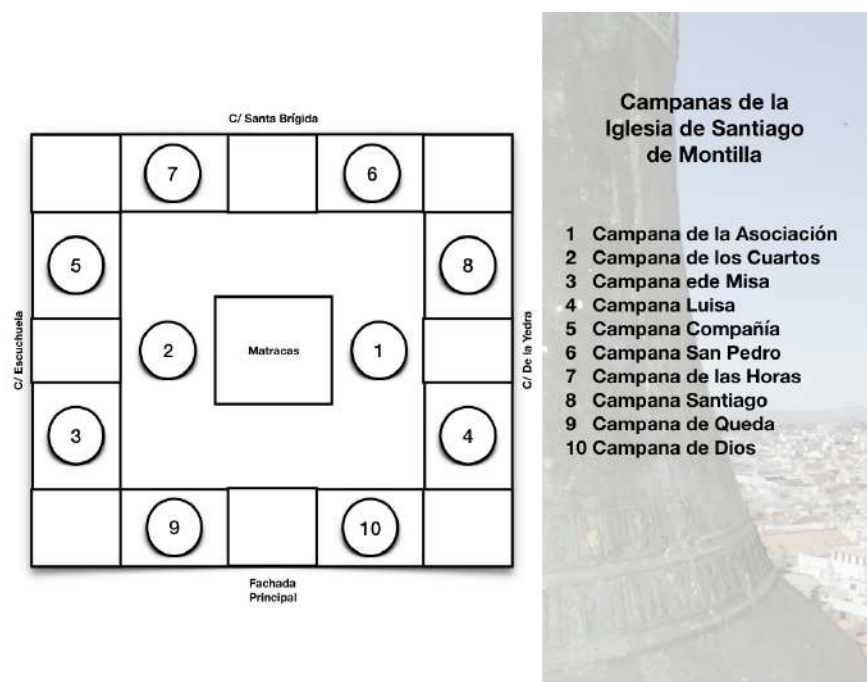 C/ Santa Brígida
7
6
5
8
C/ Escuchuela
2
Matracas
1
C/ De la Yedra
3
4
9
10
Fachada
Principal
Campanas de la
Iglesia de Santiago
de Montilla
1 Campana de la Asociación
2 Campana de los Cuartos
3 Campana ede Misa
4 Campana Luisa
5 Campana Compañía
6 Campana San Pedro
7 Campana de las Horas
8 Campana Santiago
9 Campana de Queda
10 Campana de Dios